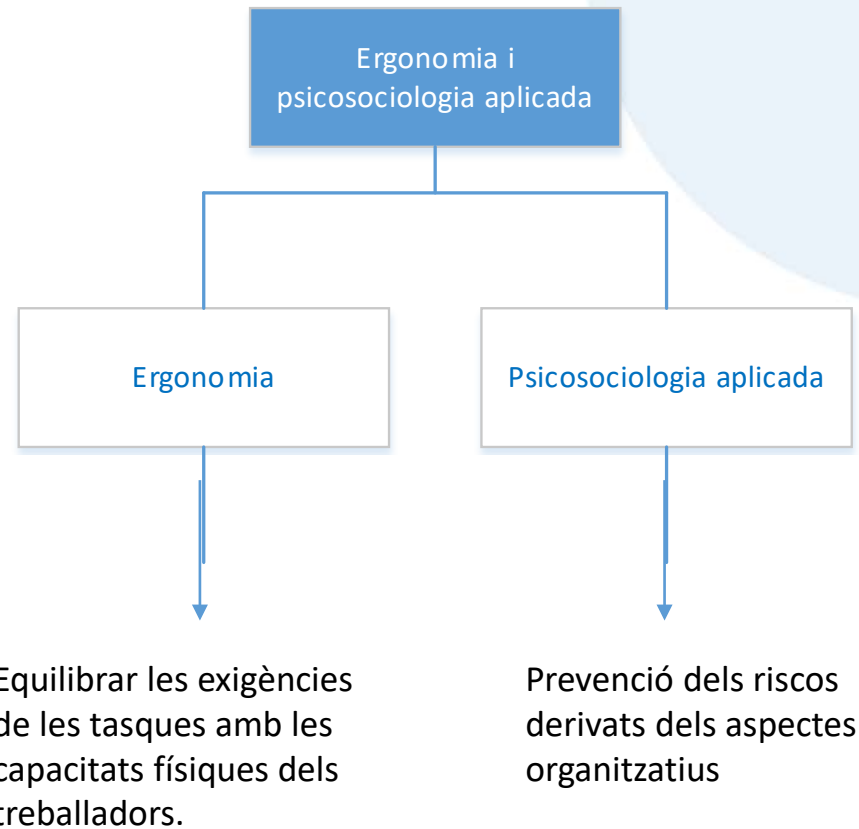 Ergonomia i
psicosociologia aplicada
Ergonomia
Psicosociologia aplicada
Equilibrar les exigències
de les tasques amb les
capacitats físiques dels
treballadors.
Prevenció dels riscos
derivats dels aspectes
organitzatius